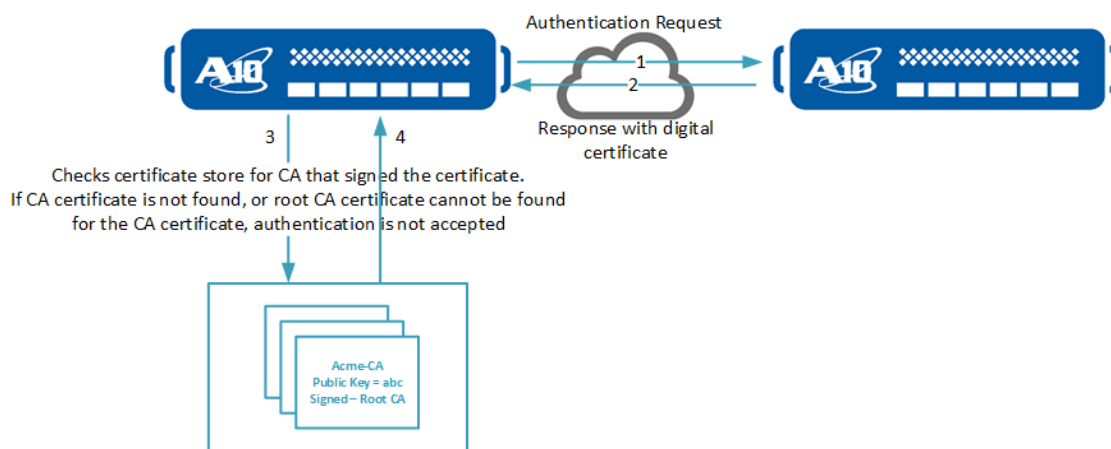 Authentication Request
A10
1
A10
2
Response with digital
certificate
3
4
Checks certificate store for CA that signed the certificate.
If CA certificate is not found, or root CA certificate cannot be found
for the CA certificate, authentication is not accepted
Acme-CA
Public Key = abc
Signed – Root CA